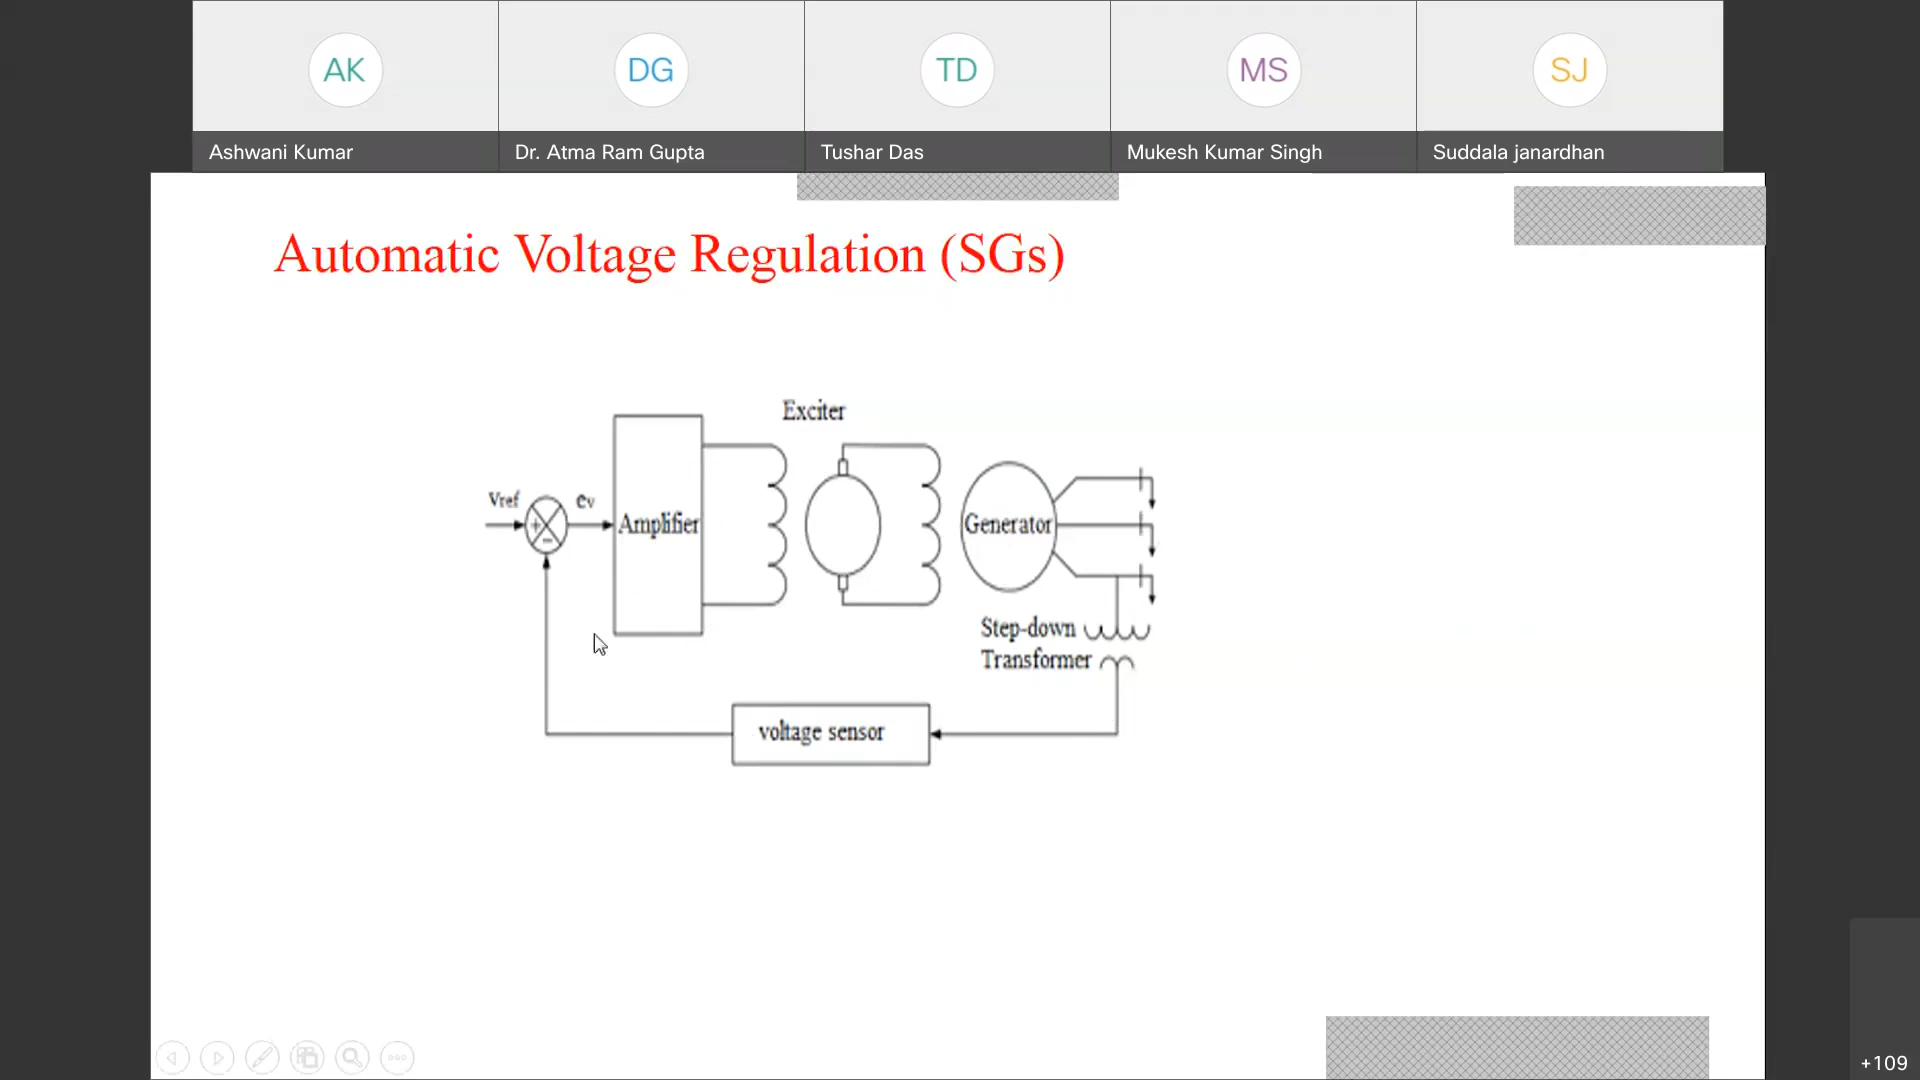 AK
DG
TD
MS
SJ
Ashwani Kumar
Dr. Atma Ram Gupta
Tushar Das
Mukesh Kumar Singh
Suddala janardhan
Automatic Voltage Regulation (SGs)
Exciter
Vref
ev
+
−
Amplifier
Generator
Step-down
Transformer
voltage sensor
+109